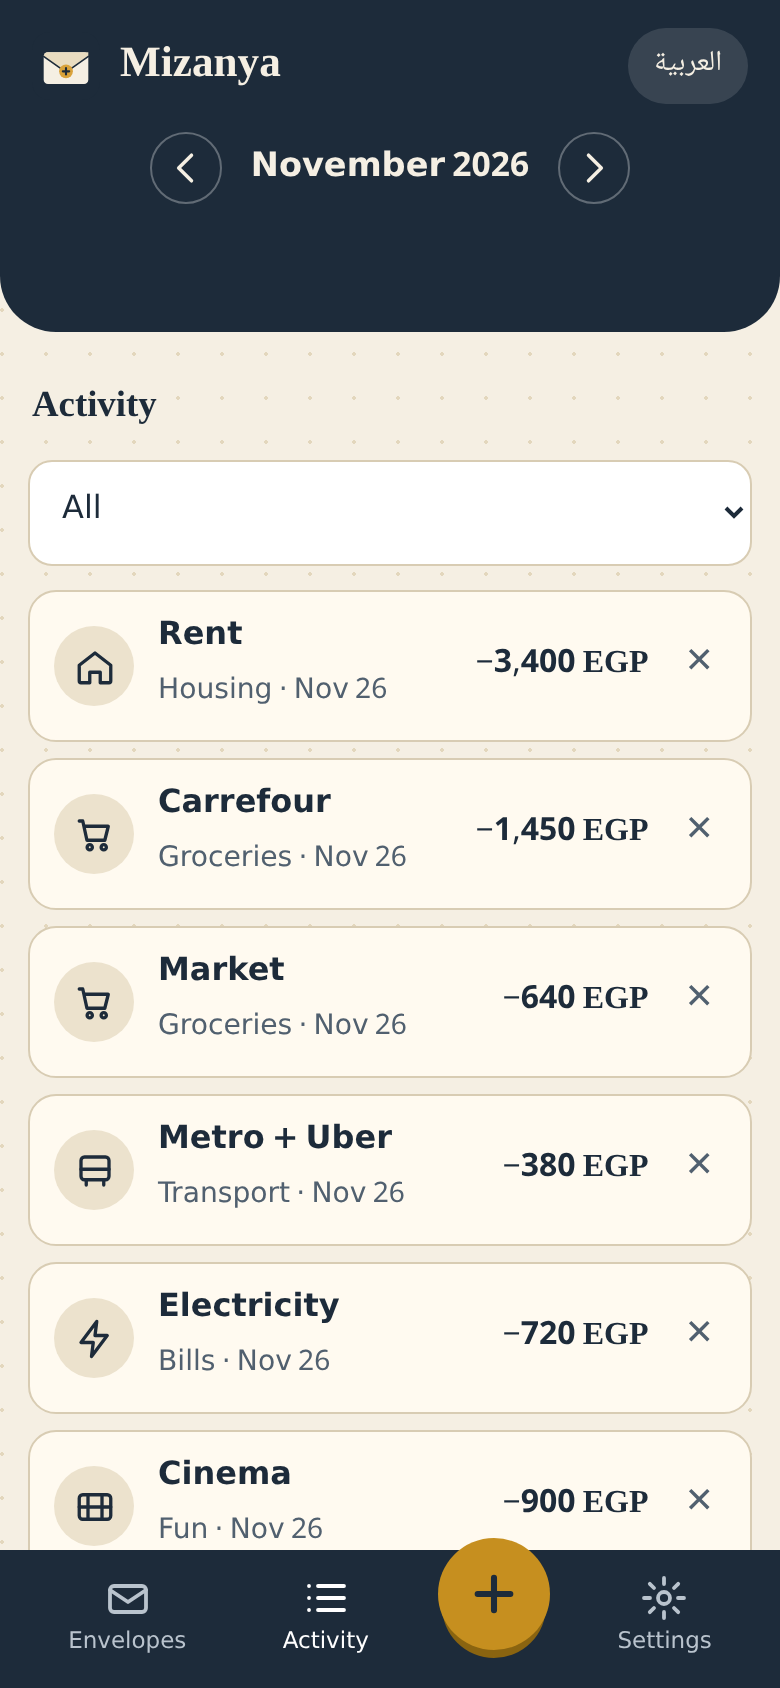 Mizanya
العربية
November 2026
Activity
All
Rent
Housing · Nov 26
−3,400 EGP
Carrefour
Groceries · Nov 26
−1,450 EGP
Market
Groceries · Nov 26
−640 EGP
Metro + Uber
Transport · Nov 26
−380 EGP
Electricity
Bills · Nov 26
−720 EGP
Cinema
Fun · Nov 26
−900 EGP
Envelopes
Activity
Settings